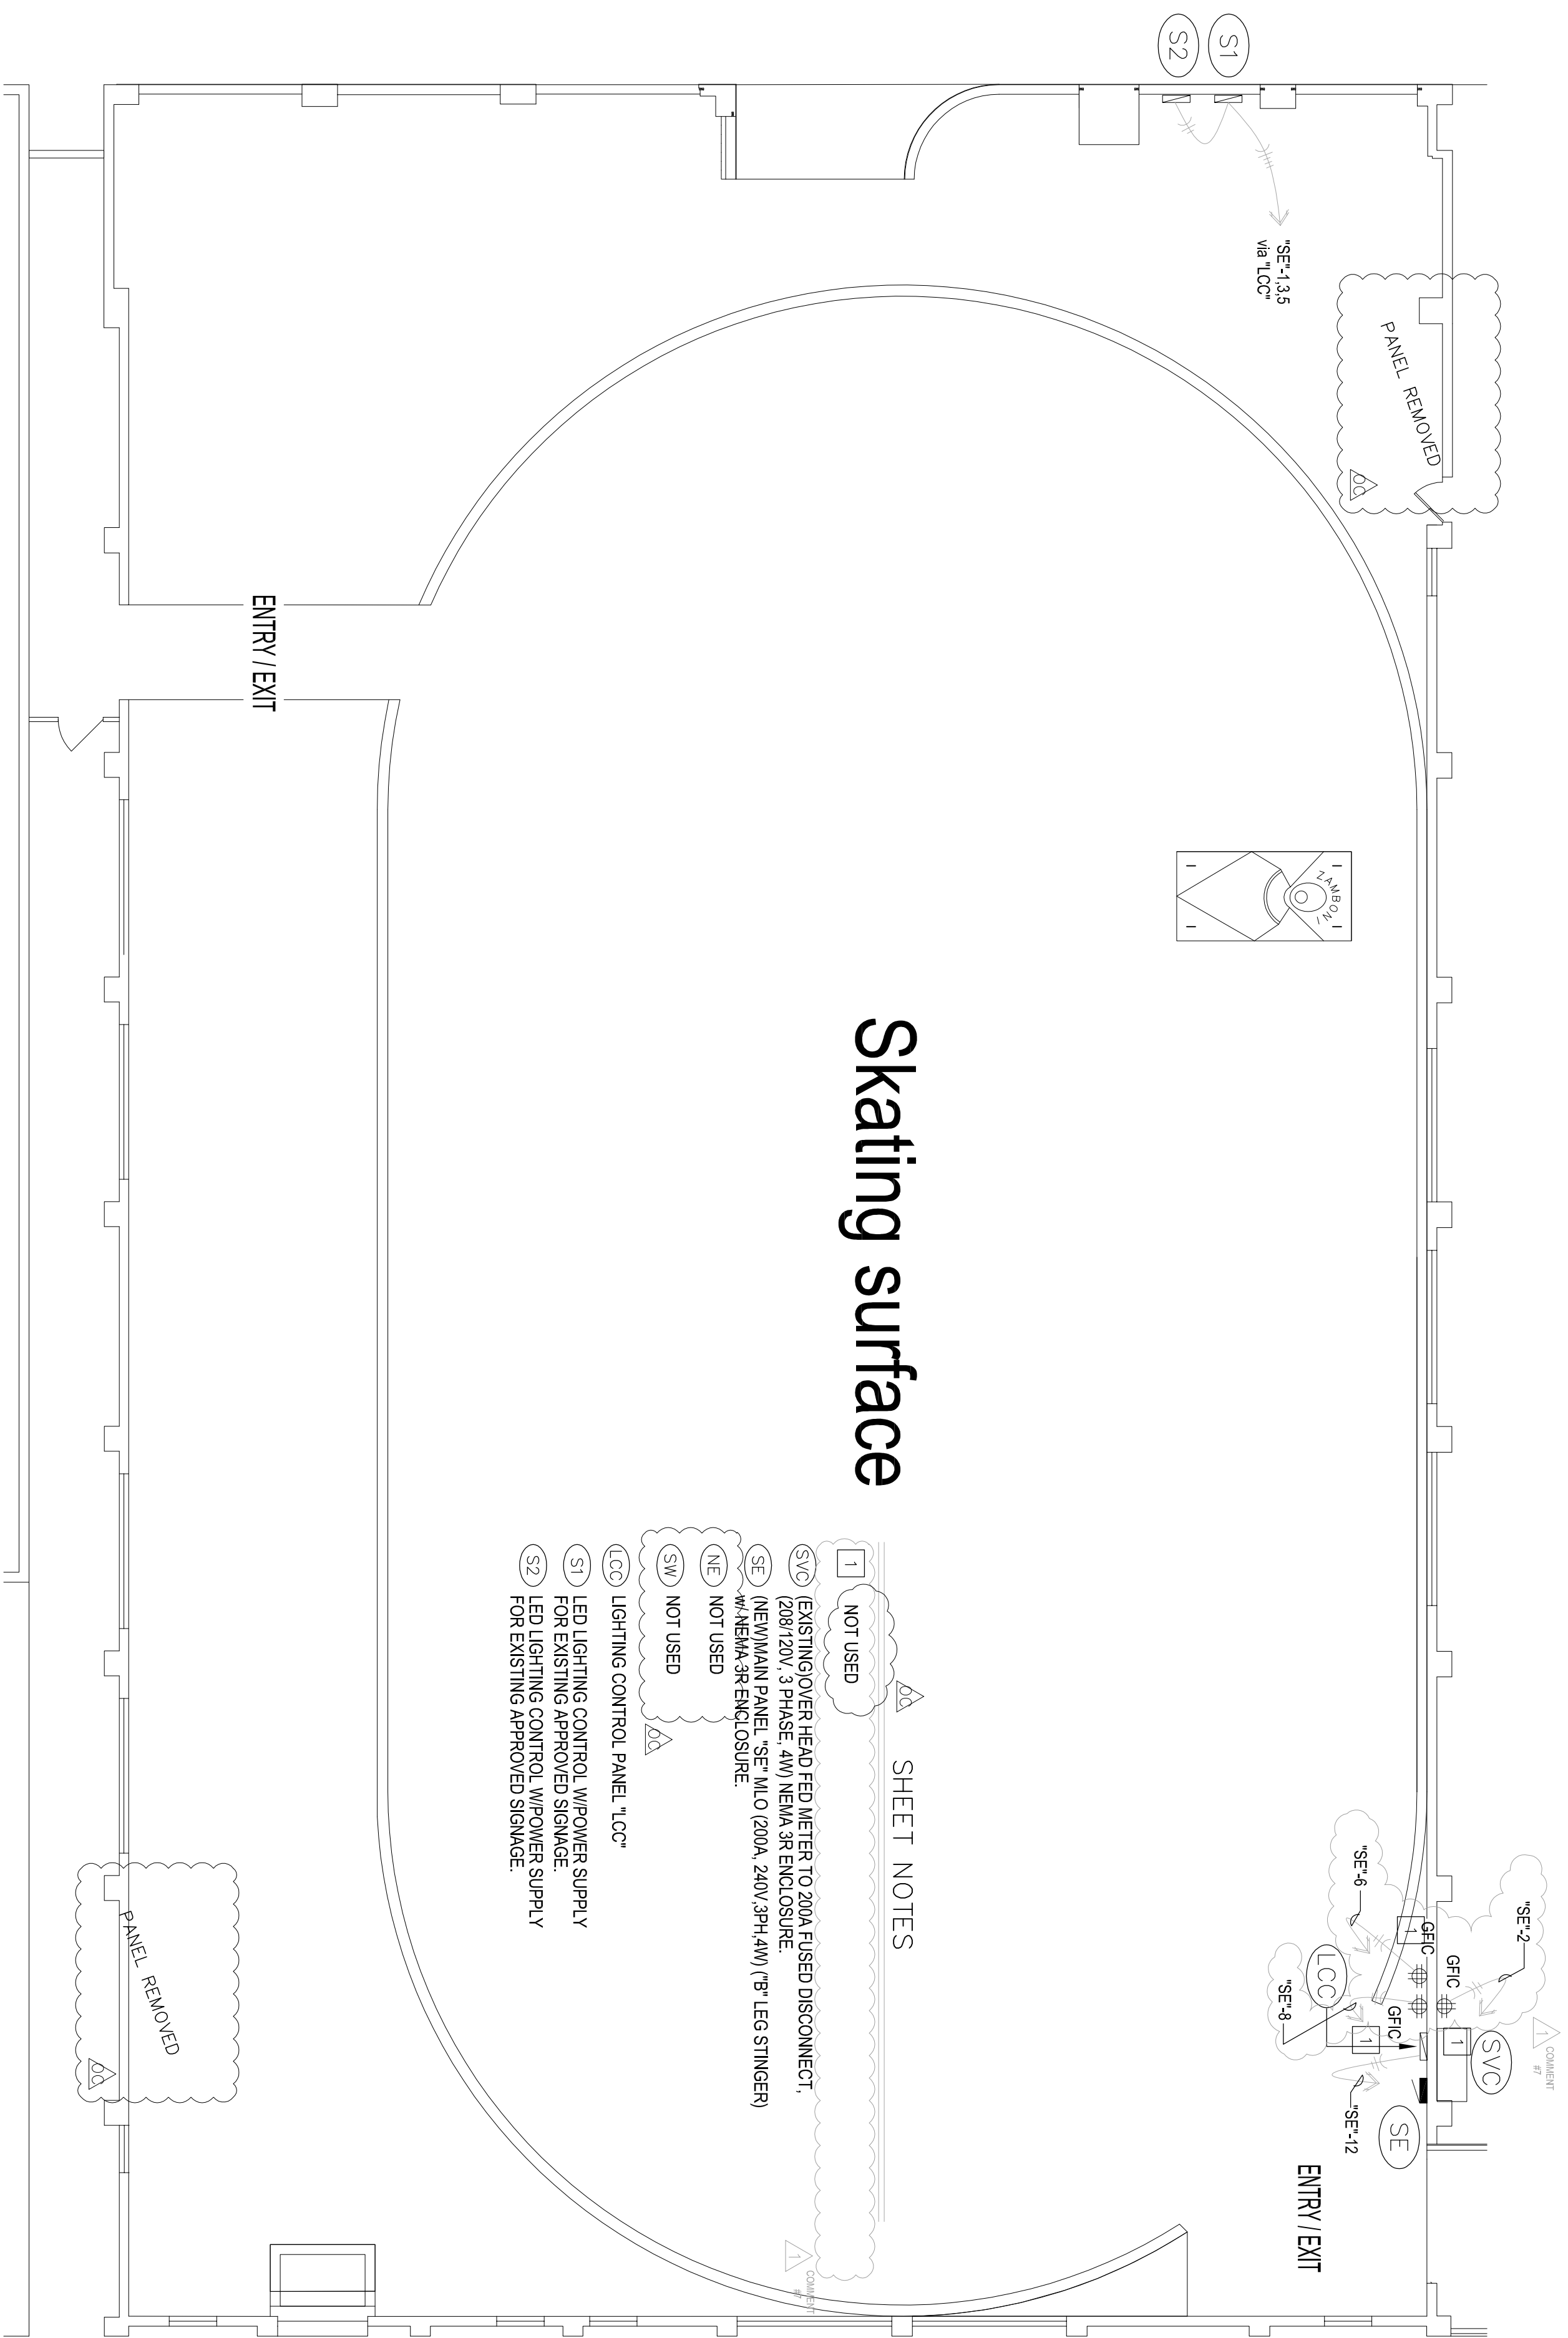 S1
S2
"SE"-1,3,5
via "LCC"
PANEL REMOVED
ENTRY / EXIT
ZAMBONI
Skating surface
SHEET NOTES
1 NOT USED
SVC (EXISTING)OVER HEAD FED METER TO 200A FUSED DISCONNECT,
(208/120V, 3 PHASE, 4W) NEMA 3R ENCLOSURE.
SE (NEW)MAIN PANEL "SE" MLO (200A, 240V,3PH,4W) ("B" LEG STINGER)
W/ NEMA 3R ENCLOSURE.
NE NOT USED
SW NOT USED
LCC LIGHTING CONTROL PANEL "LCC"
S1 LED LIGHTING CONTROL W/POWER SUPPLY
FOR EXISTING APPROVED SIGNAGE.
S2 LED LIGHTING CONTROL W/POWER SUPPLY
FOR EXISTING APPROVED SIGNAGE.
1 COMMENT
#7
"SE"-2
GFIC
GFIC
1
"SE"-6
LCC
"SE"-8
GFIC
1
1
SVC
1 COMMENT
#7
SE
"SE"-12
ENTRY / EXIT
PANEL REMOVED